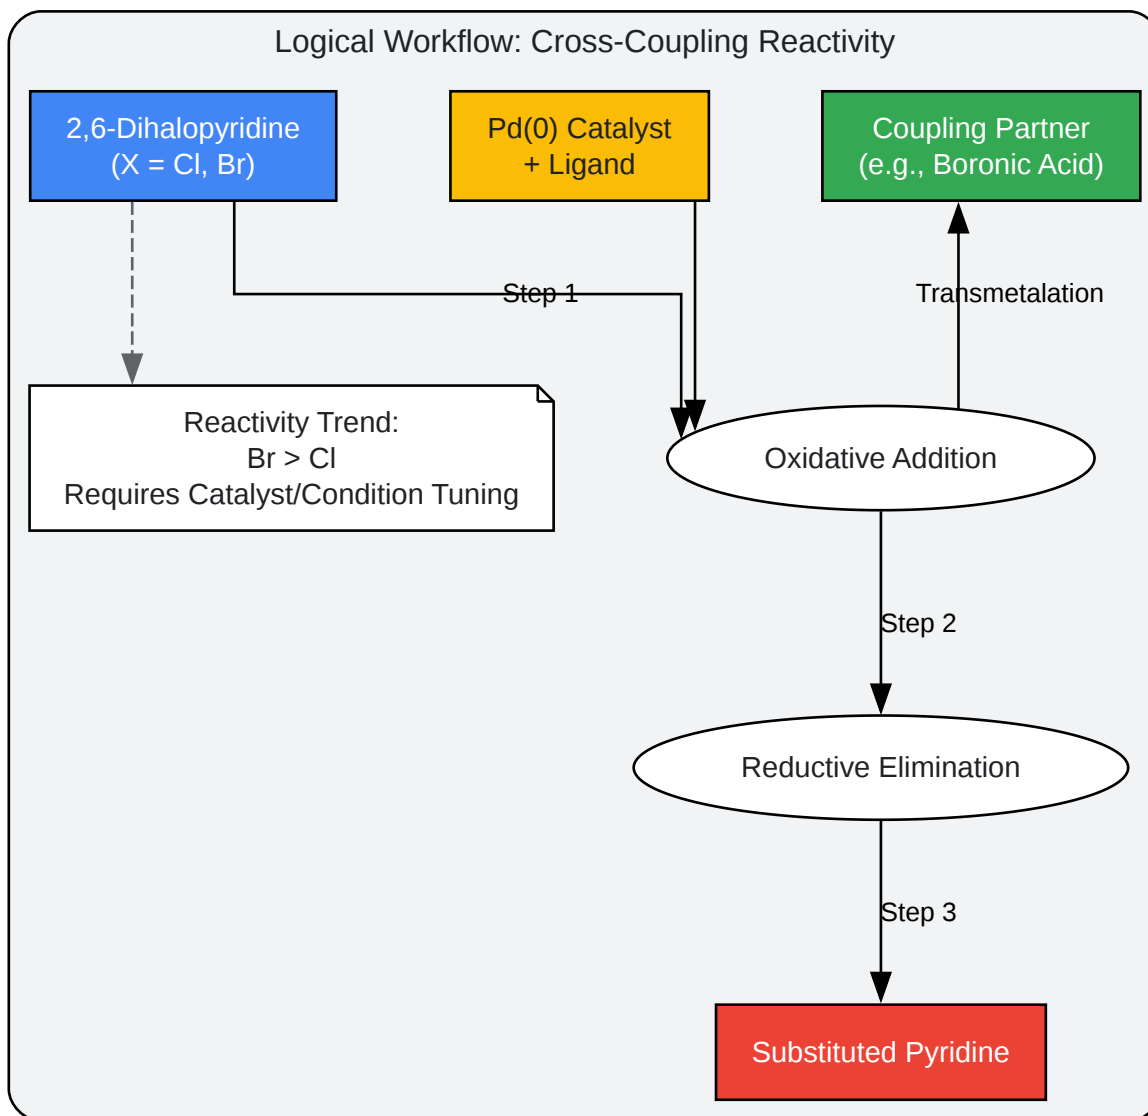 Logical Workflow: Cross-Coupling Reactivity
2,6-Dihalopyridine
(X = Cl, Br)
Pd(0) Catalyst
+ Ligand
Coupling Partner
(e.g., Boronic Acid)
Step 1
Transmetalation
Reactivity Trend:
Br > Cl
Requires Catalyst/Condition Tuning
Oxidative Addition
Step 2
Reductive Elimination
Step 3
Substituted Pyridine